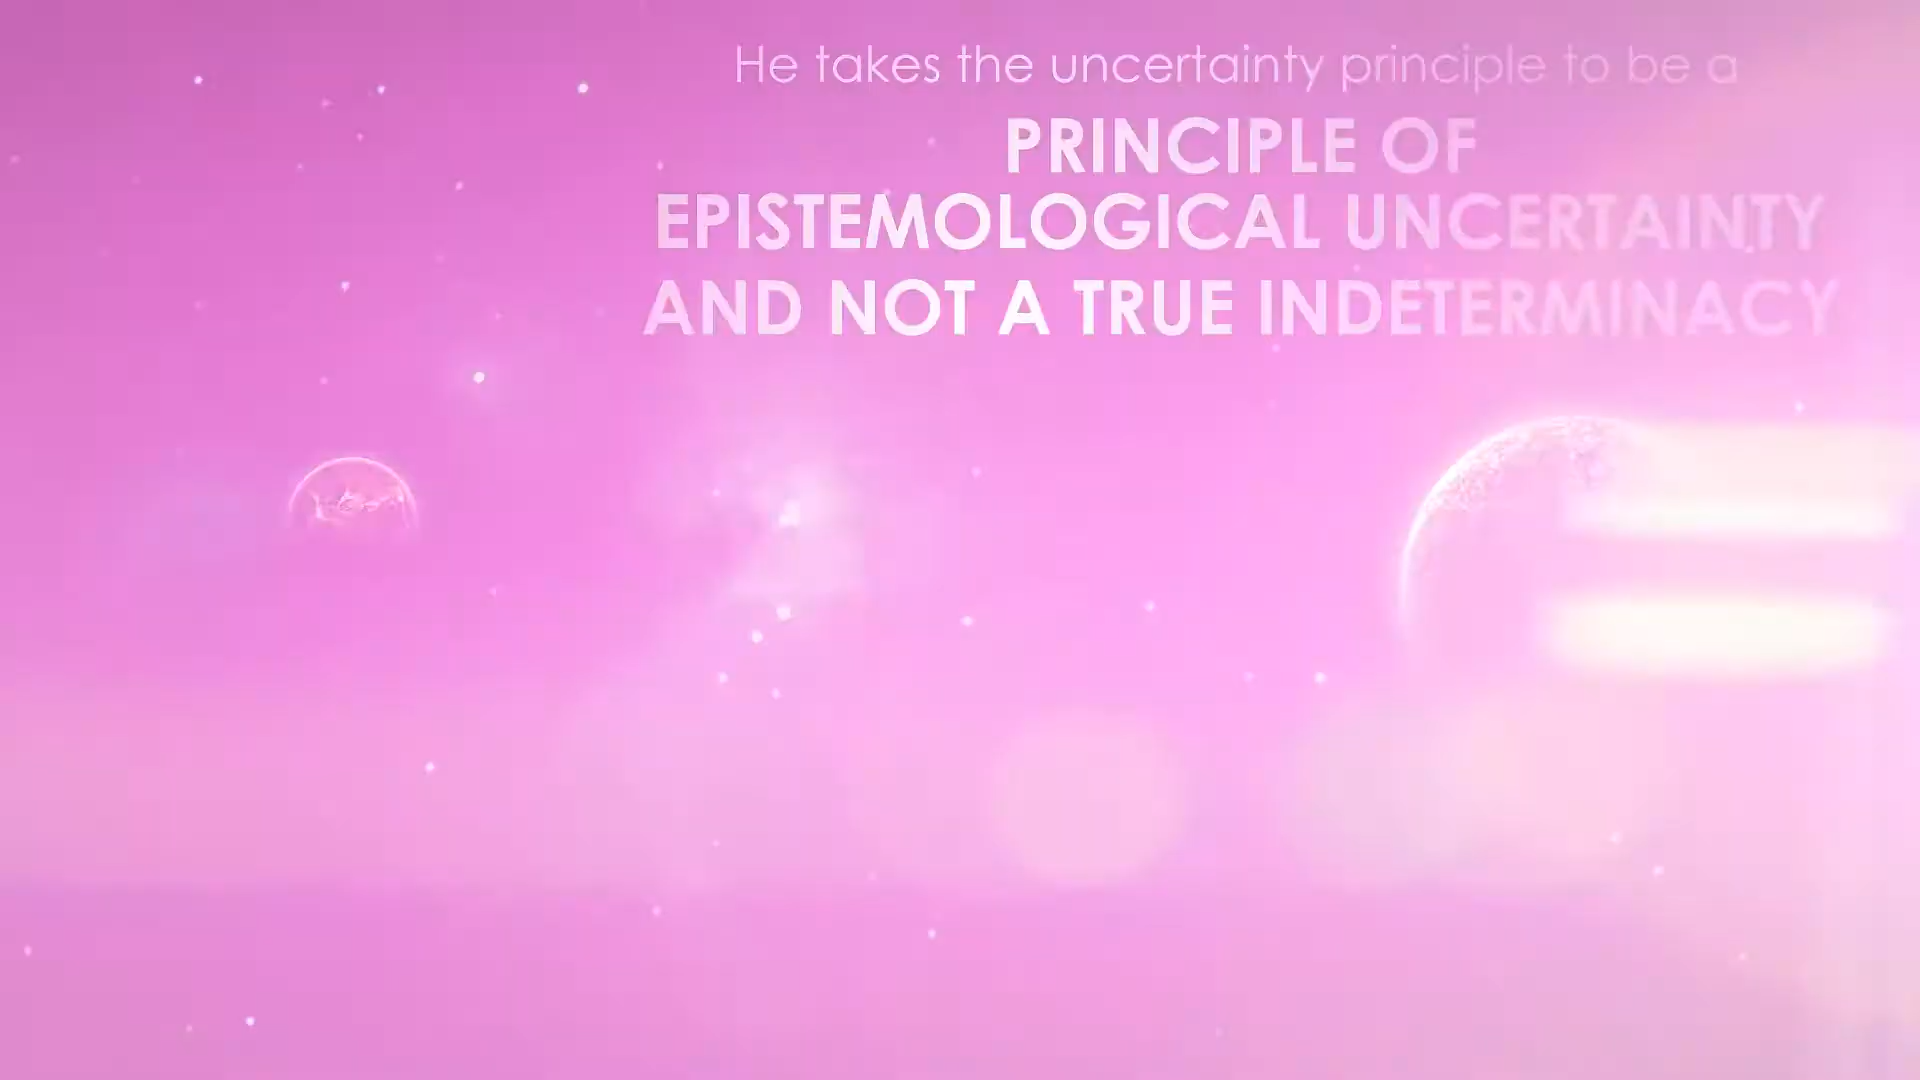 He takes the uncertainty principle to be a
PRINCIPLE OF
EPISTEMOLOGICAL UNCERTAINTY
AND NOT A TRUE INDETERMINACY